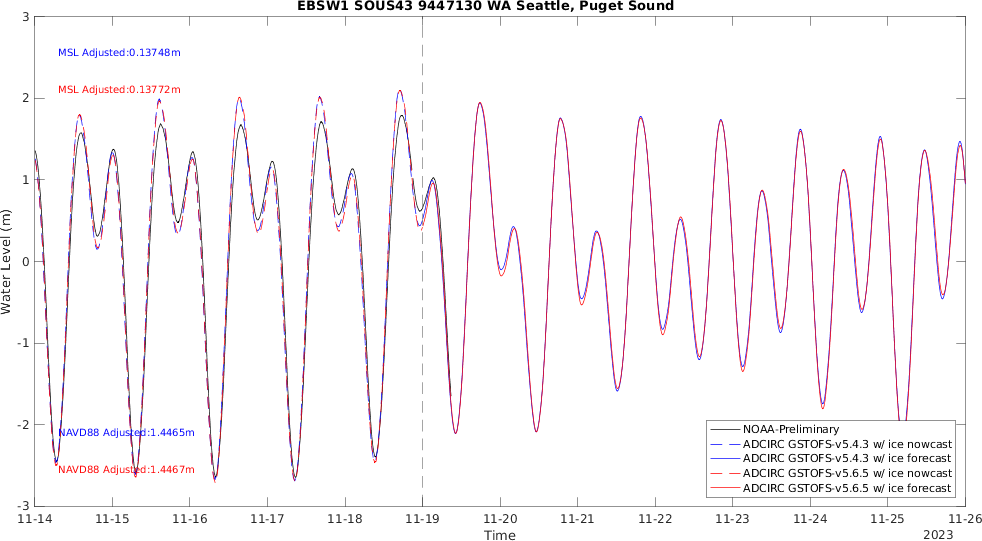 EBSW1 SOUS43 9447130 WA Seattle, Puget Sound
3
MSL Adjusted:0.13748m
2
MSL Adjusted:0.13772m
1
Water Level (m)
0
-1
-2
NAVD88 Adjusted:1.4465m
NAVD88 Adjusted:1.4467m
-3
NOAA-Preliminary
ADCIRC GSTOFS-v5.4.3 w/ ice nowcast
ADCIRC GSTOFS-v5.4.3 w/ ice forecast
ADCIRC GSTOFS-v5.6.5 w/ ice nowcast
ADCIRC GSTOFS-v5.6.5 w/ ice forecast
11-14 11-15 11-16 11-17 11-18 11-19 11-20 11-21 11-22 11-23 11-24 11-25 11-26
Time
2023